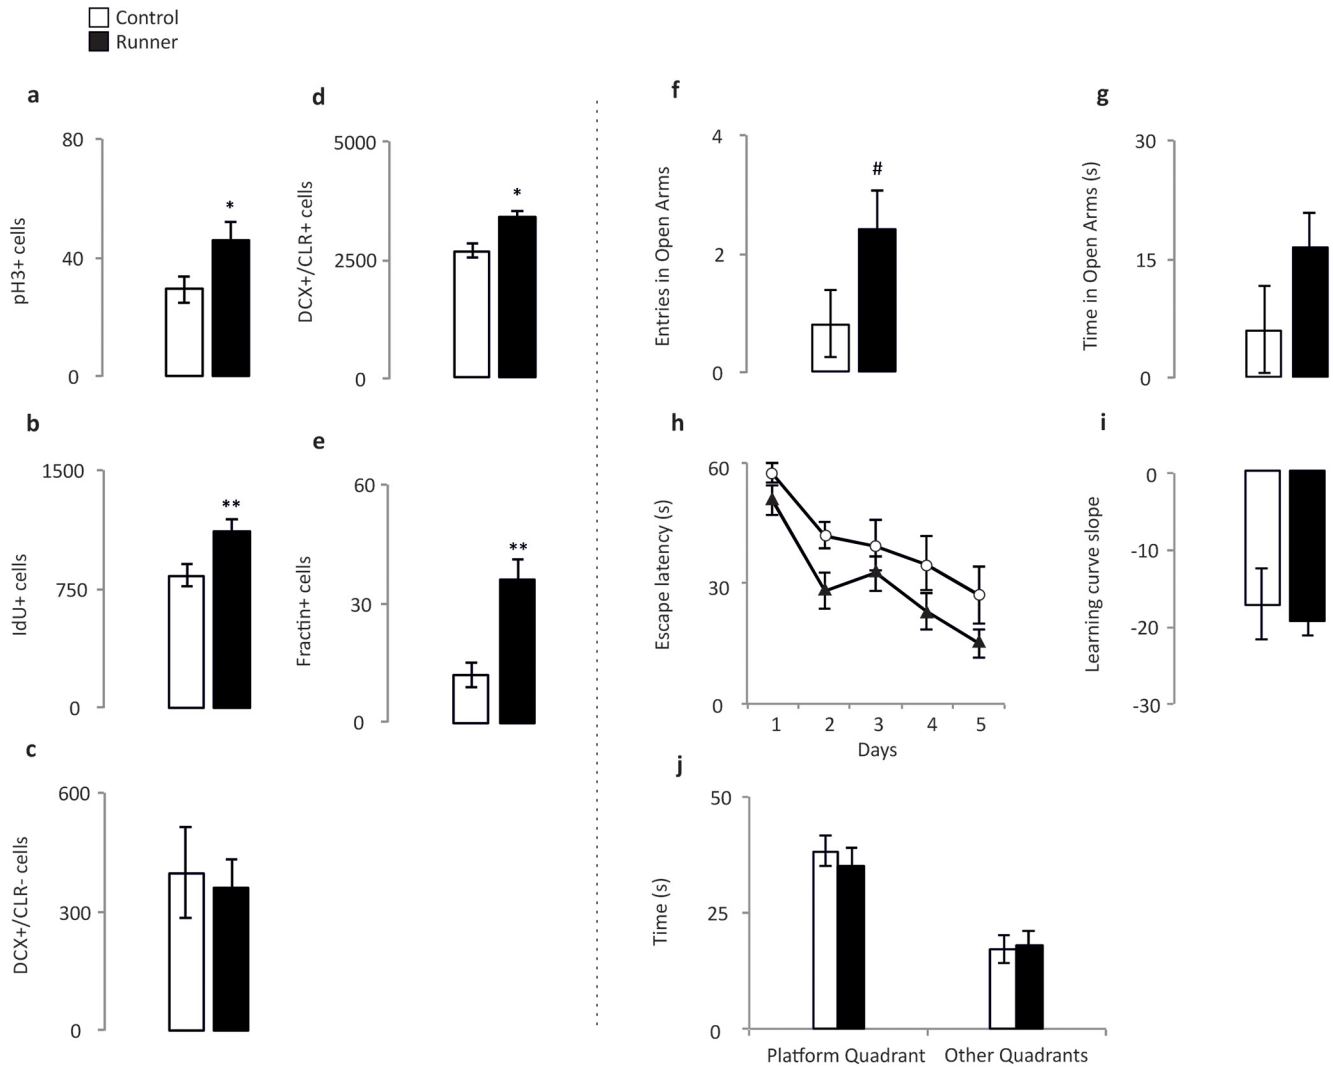 Control
Runner
a
80
40
0
pH3+ cells
*
d
5000
2500
0
DCX+/CLR+ cells
*
f
4
2
0
Entries in Open Arms
#
g
30
15
0
Time in Open Arms (s)
b
1500
750
0
IdU+ cells
**
e
60
30
0
Fractin+ cells
**
h
60
30
0
Escape latency (s)
1 2 3 4 5
Days
i
0
-10
-20
-30
Learning curve slope
c
600
300
0
DCX+/CLR- cells
j
50
25
0
Time (s)
Platform Quadrant Other Quadrants